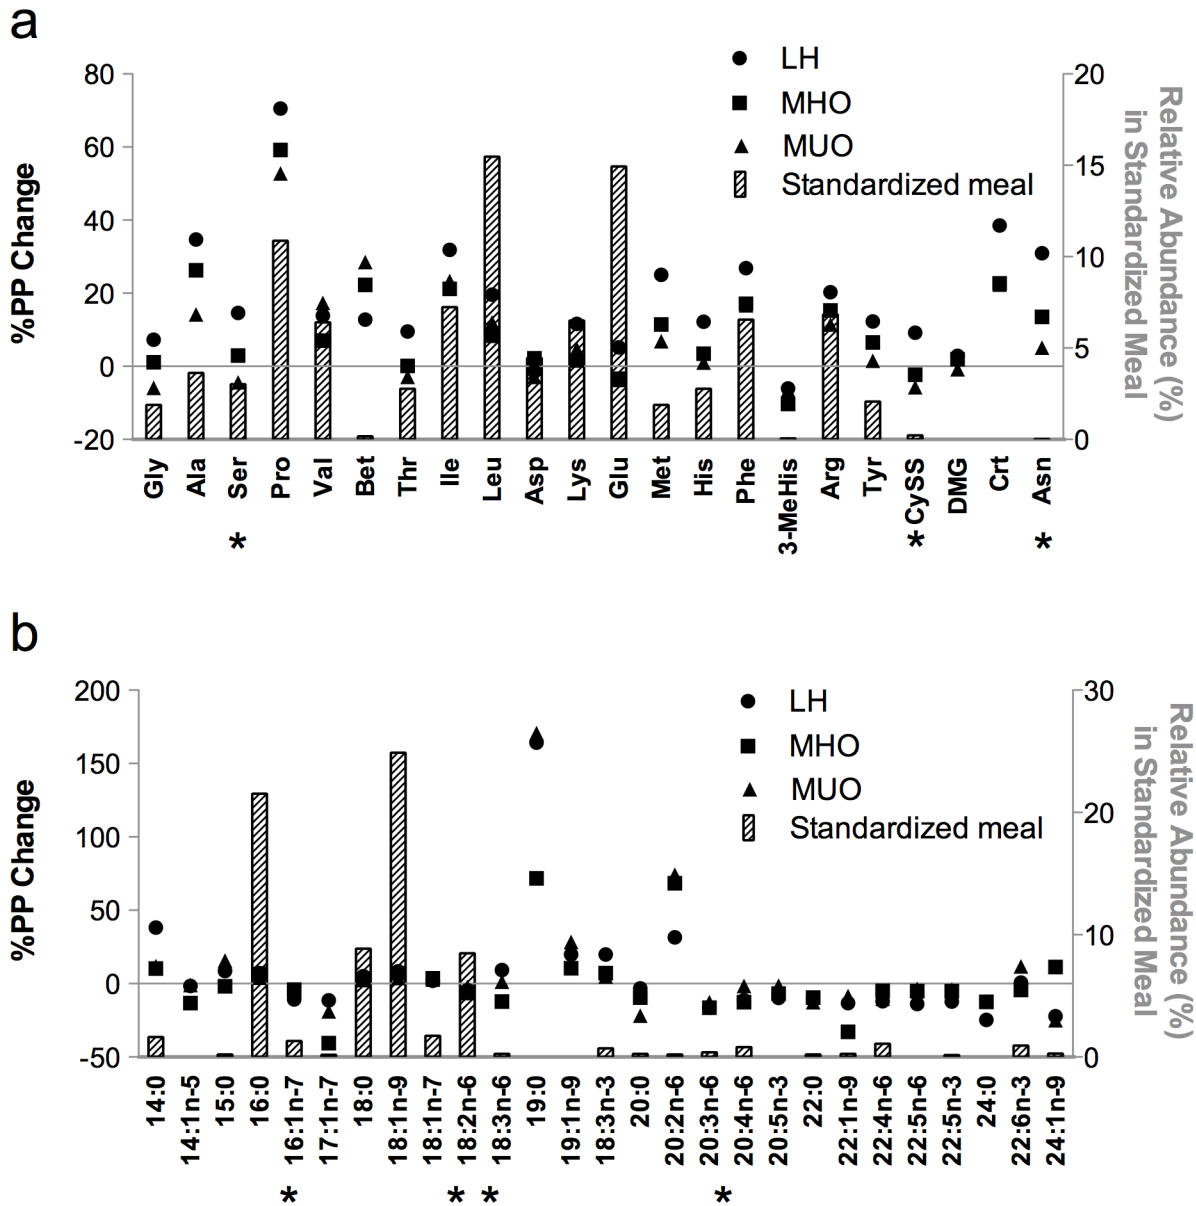 a
LH
MHO
MUO
Standardized meal
80
60
40
20
0
-20
%PP Change
20
15
10
5
0
Relative Abundance (%)
in Standardized Meal
Gly
Ala
Ser
Pro
Val
Bet
Thr
Ile
Leu
Asp
Lys
Glu
Met
His
Phe
3-MeHis
Arg
Tyr
CySS
DMG
Crt
Asn
* * *
b
LH
MHO
MUO
Standardized meal
200
150
100
50
0
-50
%PP Change
30
20
10
0
Relative Abundance (%)
in Standardized Meal
14:0
14:1n-5
15:0
16:0
16:1n-7
17:1n-7
18:0
18:1n-9
18:1n-7
18:2n-6
18:3n-6
19:0
19:1n-9
18:3n-3
20:0
20:2n-6
20:3n-6
20:4n-6
20:5n-3
22:0
22:1n-9
22:4n-6
22:5n-6
22:5n-3
24:0
22:6n-3
24:1n-9
* * * *